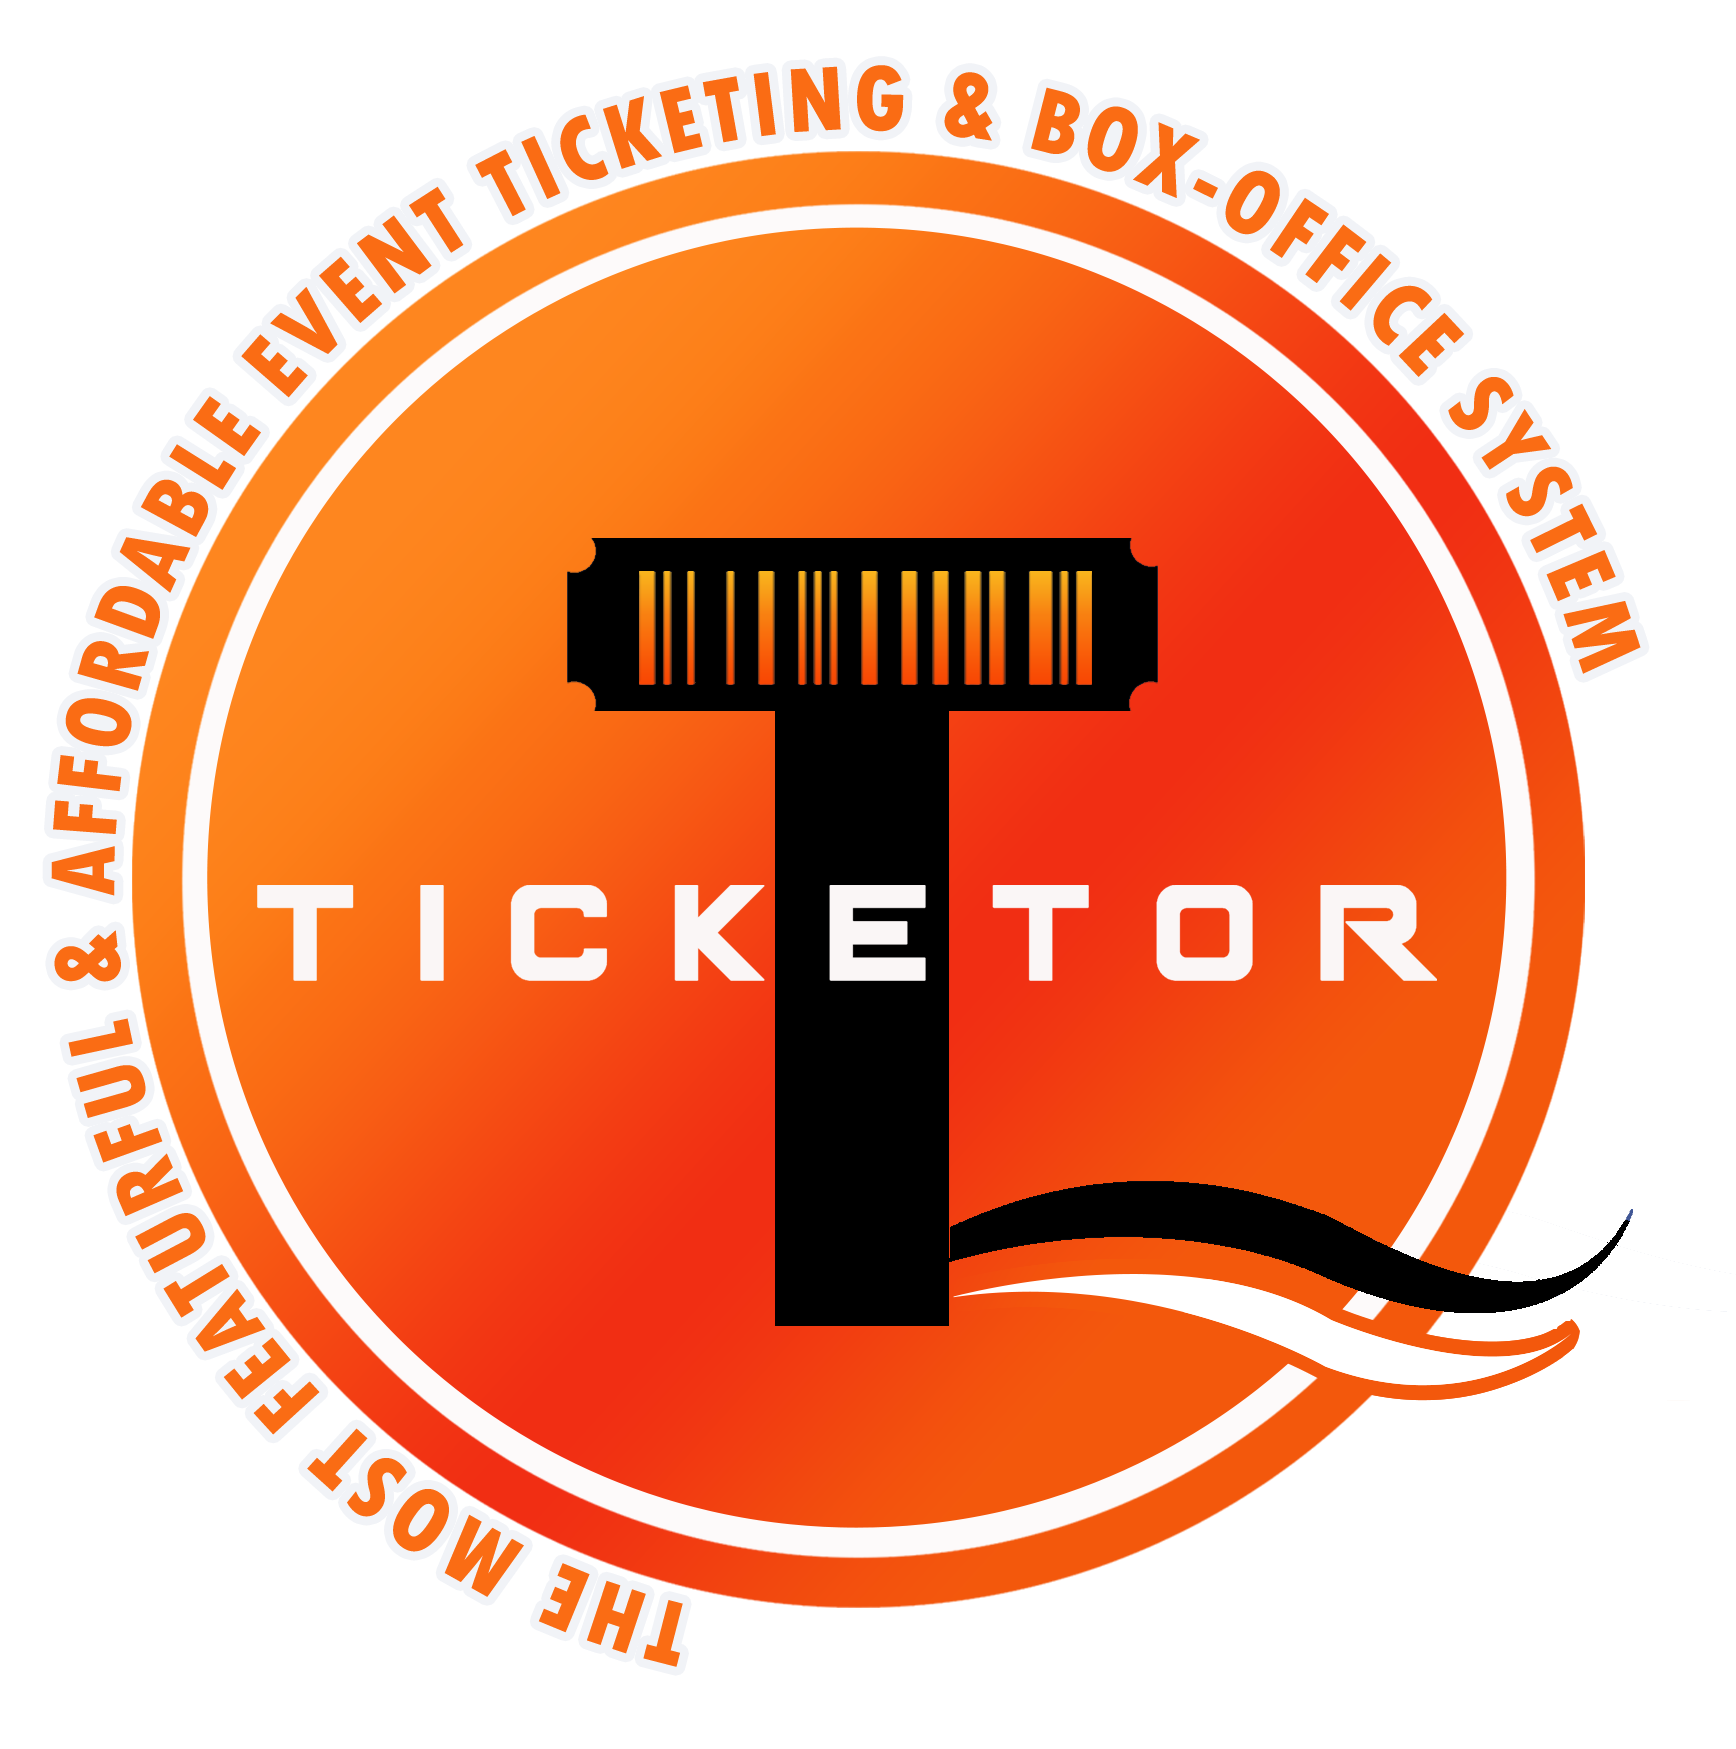 THE MOST FEATURFUL & AFFORDABLE EVENT TICKETING & BOX-OFFICE SYSTEM
TICKETOR